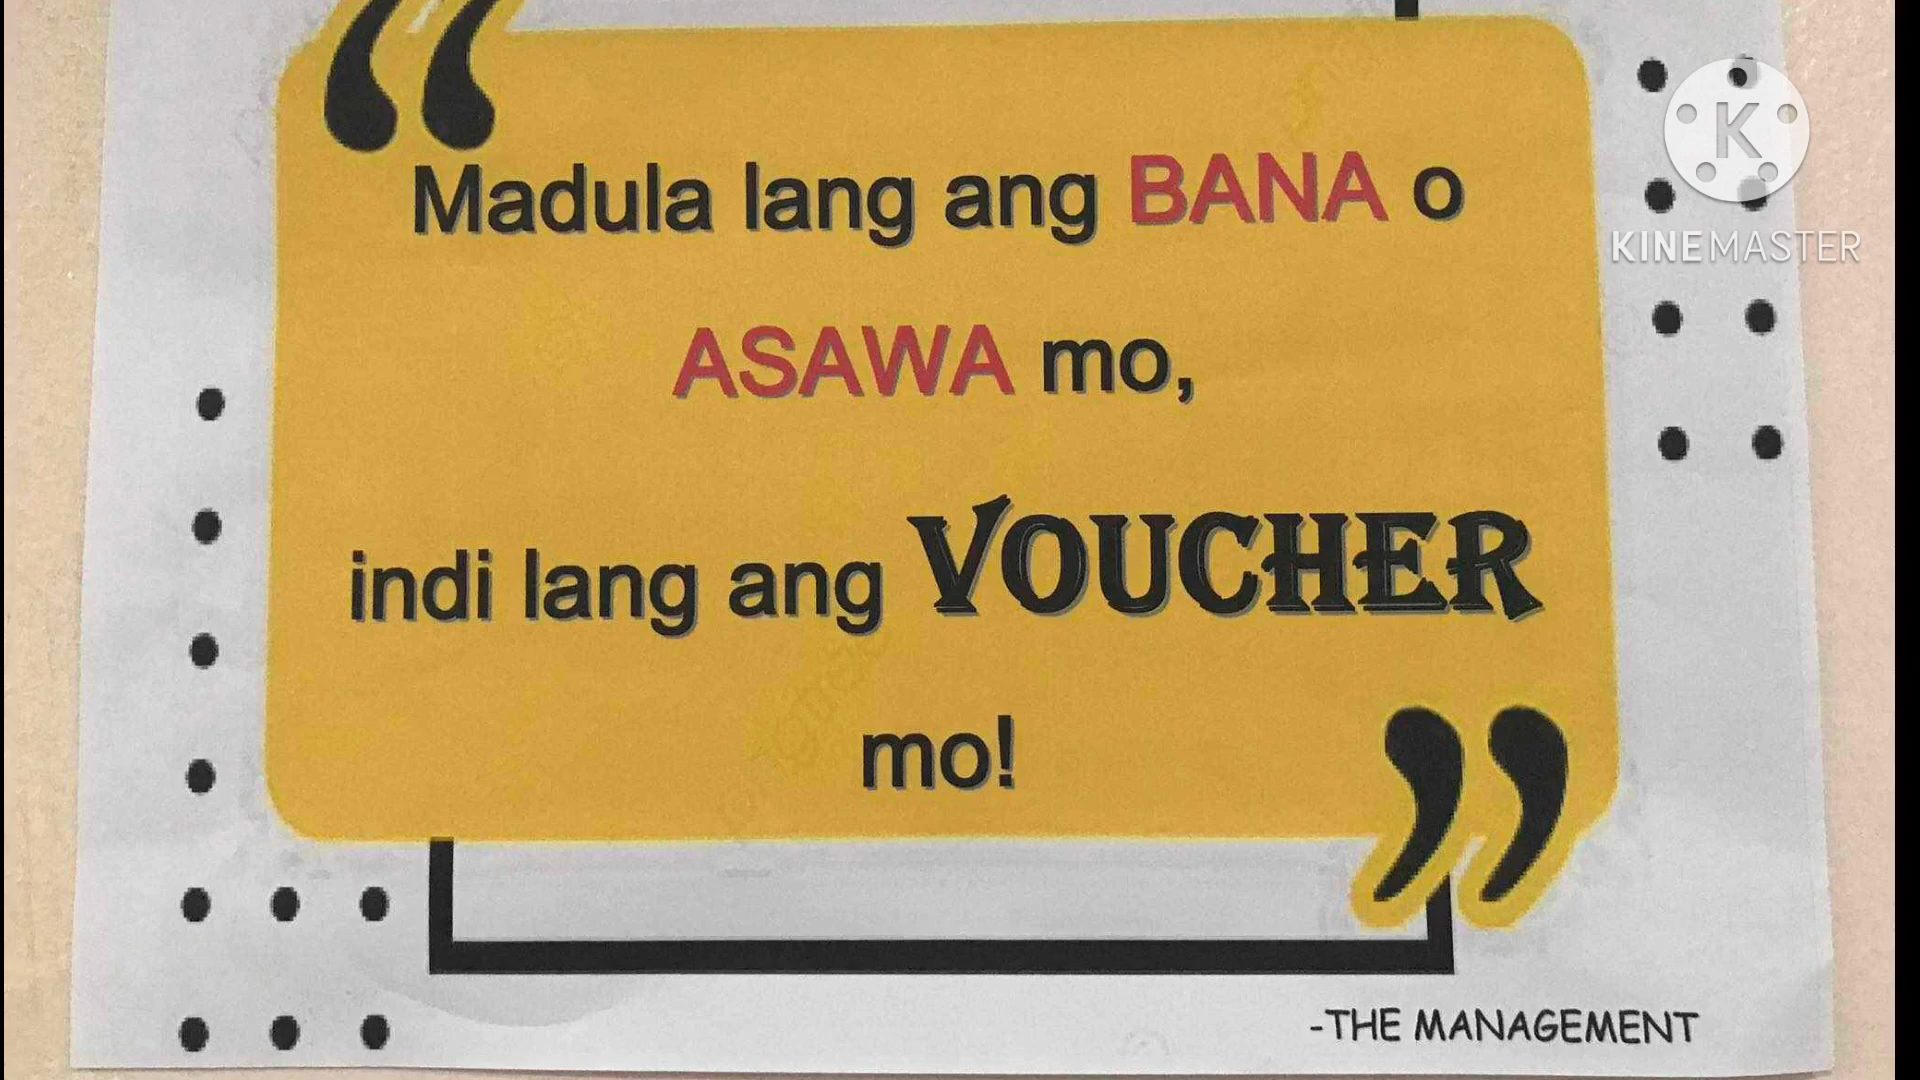 Madula lang ang BANA o
ASAWA mo,
indi lang ang VOUCHER
mo!
-THE MANAGEMENT
K
KINEMASTER